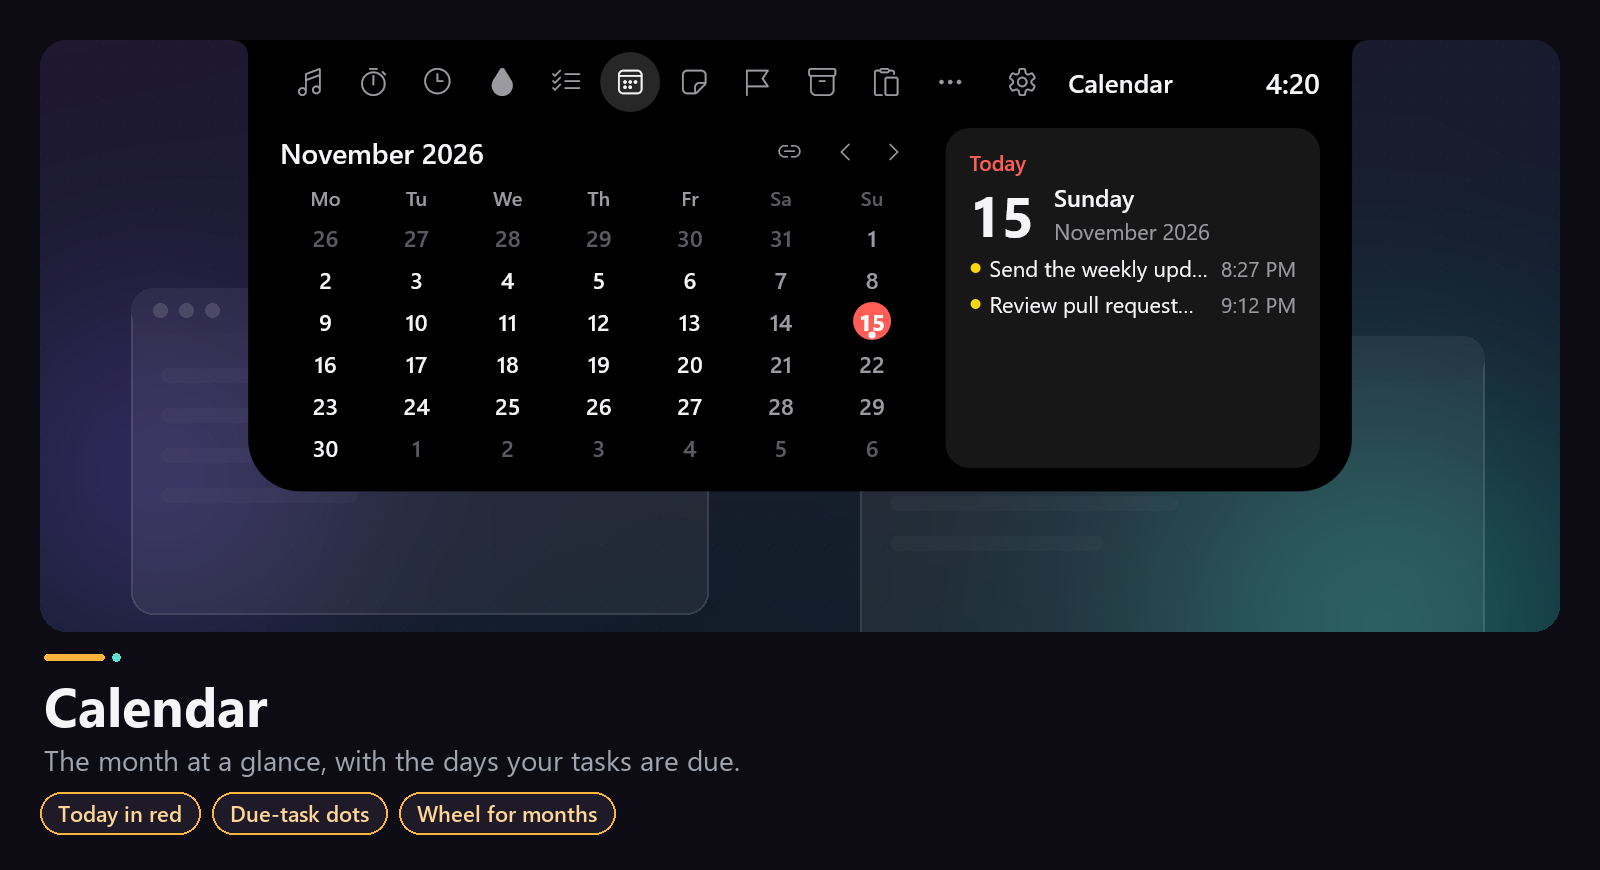 Calendar 4:20
November 2026
Mo Tu We Th Fr Sa Su
26 27 28 29 30 31 1
2 3 4 5 6 7 8
9 10 11 12 13 14 15
16 17 18 19 20 21 22
23 24 25 26 27 28 29
30 1 2 3 4 5 6
Today
15 Sunday
November 2026
Send the weekly upd... 8:27 PM
Review pull request... 9:12 PM
Calendar
The month at a glance, with the days your tasks are due.
Today in red Due-task dots Wheel for months